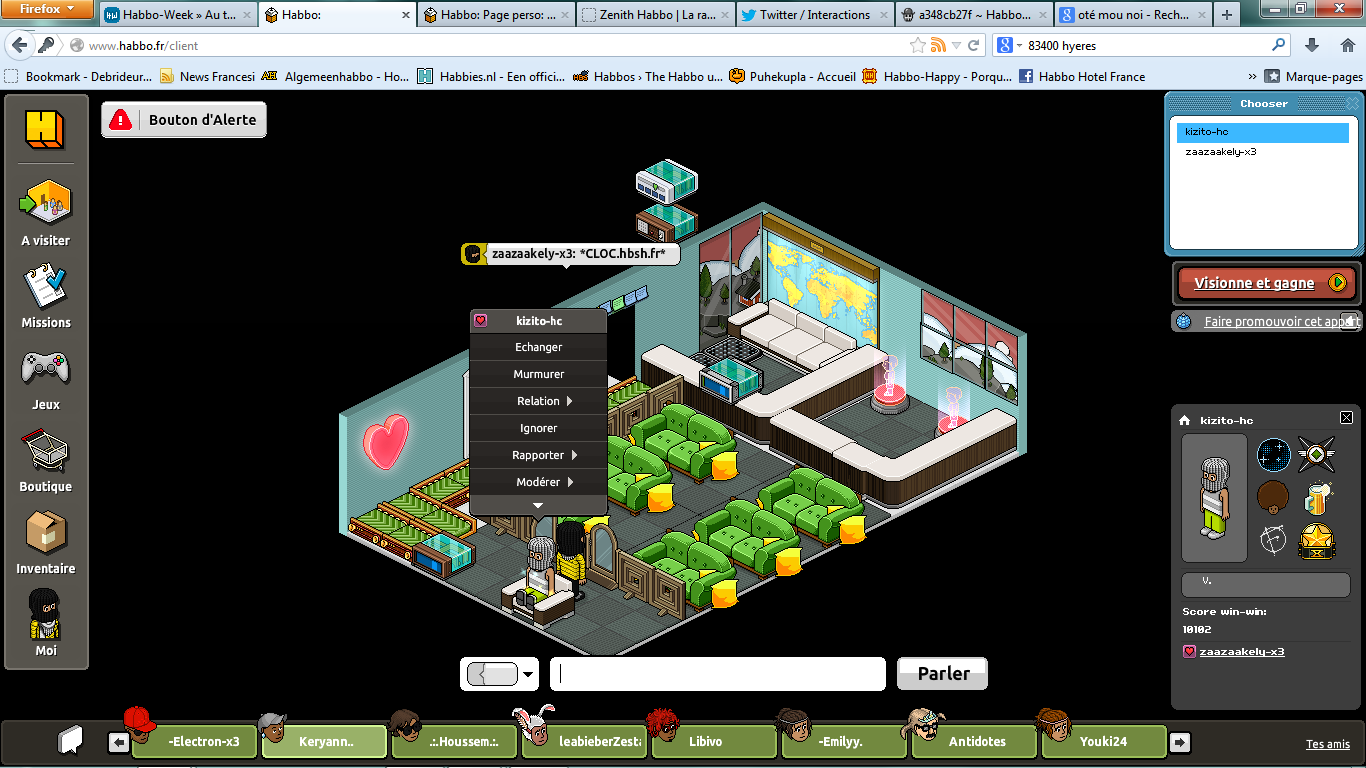 Firefox
Habbo-Week » Au t...
Habbo:
Habbo: Page perso: ...
Zenith Habbo | La ra...
Twitter / Interactions
a348cb27f ~ Habbo...
oté mou noi - Rech...
www.habbo.fr/client
83400 hyeres
Bookmark - Debrideur...
News Francesi
Algemeenhabbo - Ho...
Habbies.nl - Een offici...
Habbos › The Habbo u...
Puhekupla - Accueil
Habbo-Happy - Porqu...
Habbo Hotel France
»
Marque-pages
Bouton d'Alerte
Chooser
kizito-hc
zaazaakely-x3
A visiter
Missions
Jeux
Boutique
Inventaire
Moi
zaazaakely-x3: *CLOC.hbsh.fr*
kizito-hc
Echanger
Murmurer
Relation
Ignorer
Rapporter
Modérer
Visionne et gagne
Faire promouvoir cet appart
kizito-hc
V.
Score win-win:
10102
zaazaakely-x3
Parler
-Electron-x3
Keryann..
.:.Houssem.:.
leabieberZesta
Libivo
-Emilyy.
Antidotes
Youki24
Tes amis